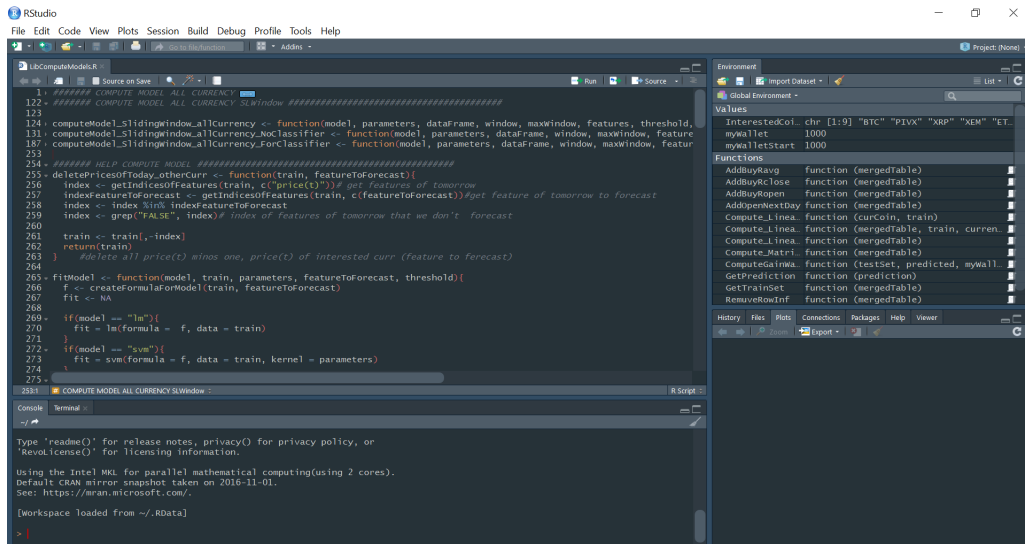 RStudio
File Edit Code View Plots Session Build Debug Profile Tools Help
Go to file/function
Addins
Project: (None)
LibComputeModels.R
Source on Save
Run
Source
1 ####### COMPUTE MODEL ALL CURRENCY
122 ####### COMPUTE MODEL ALL CURRENCY SLWindow ########################################
123
124 computeModel_SlidingWindow_allCurrency <- function(model, parameters, dataFrame, window, maxWindow, features, threshold,
131 computeModel_SlidingWindow_allCurrency_NoClassifier <- function(model, parameters, dataFrame, window, maxWindow, feature
187 computeModel_SlidingWindow_allCurrency_ForClassifier <- function(model, parameters, dataFrame, window, maxWindow, featur
253
254 ####### HELP COMPUTE MODEL ################################################
255 deletePricesOfToday_otherCurr <- function(train, featureToForecast){
256 index <- getIndicesOfFeatures(train, c("price(t)"))# get features of tomorrow
257 indexFeatureToForecast <- getIndicesOfFeatures(train, c(featureToForecast))#get feature of tomorrow to forecast
258 index <- index %in% indexFeatureToForecast
259 index <- grep("FALSE", index)# index of features of tomorrow that we don't forecast
260
261 train <- train[,-index]
262 return(train)
263 } #delete all price(t) minos one, price(t) of interested curr (feature to ferecast)
264
265 fitModel <- function(model, train, parameters, featureToForecast, threshold){
266 f <- createFormulaForModel(train, featureToForecast)
267 fit <- NA
268
269 if(model == "lm"){
270 fit = lm(formula = f, data = train)
271 }
272 if(model == "svm"){
273 fit = svm(formula = f, data = train, kernel = parameters)
274 }
275
253:1 COMPUTE MODEL ALL CURRENCY SLWindow R Script
Console Terminal
~/
Type 'readme()' for release notes, privacy() for privacy policy, or
'RevoLicense()' for licensing information.
Using the Intel MKL for parallel mathematical computing(using 2 cores).
Default CRAN mirror snapshot taken on 2016-11-01.
See: https://mran.microsoft.com/.
[Workspace loaded from ~/.RData]
>
Environment
Import Dataset
List
Global Environment
Values
InterestedCoi… chr [1:9] "BTC" "PIVX" "XRP" "XEM" "ET…
myWallet 1000
myWalletStart 1000
Functions
AddBuyRavg function (mergedTable)
AddBuyRclose function (mergedTable)
AddBuyRopen function (mergedTable)
AddOpenNextDay function (mergedTable)
Compute_Linea… function (curCoin, train)
Compute_Linea… function (mergedTable, train, curren…
Compute_Linea… function (mergedTable)
Compute_Matri… function (mergedTable)
ComputeGainWa… function (testSet, predicted, myWall…
GetPrediction function (prediction)
GetTrainSet function (mergedTable)
RemuveRowInf function (mergedTable)
History Files Plots Connections Packages Help Viewer
Zoom Export